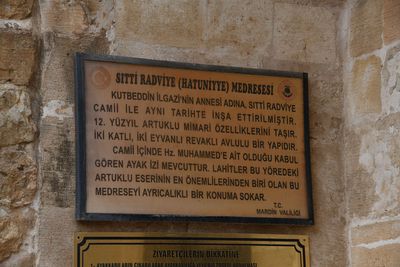 SITTİ RADVİYE (HATUNİYYE) MEDRESESİ
KUTBEDDİN ILGAZİ'NİN ANNESİ ADINA, SITTİ RADVİYE
CAMİİ İLE AYNI TARİHTE İNŞA ETTİRİLMİŞTİR.
12. YÜZYIL ARTUKLU MİMARİ ÖZELLİKLERİNİ TAŞIR.
İKİ KATLI, İKİ EYVANLI REVAKLI AVLULU BİR YAPIDIR.
CAMİİ İÇİNDE Hz. MUHAMMED'E AİT OLDUĞU KABUL
GÖREN AYAK İZİ MEVCUTTUR. LAHİTLER BU YÖREDEKİ
ARTUKLU ESERİNİN EN ÖNEMLİLERİNDEN BİRİ OLAN BU
MEDRESEYİ AYRICALIKLI BİR KONUMA SOKAR.
T.C.
MARDİN VALİLİĞİ
ZİYARETÇİLERİN DİKKATİNE